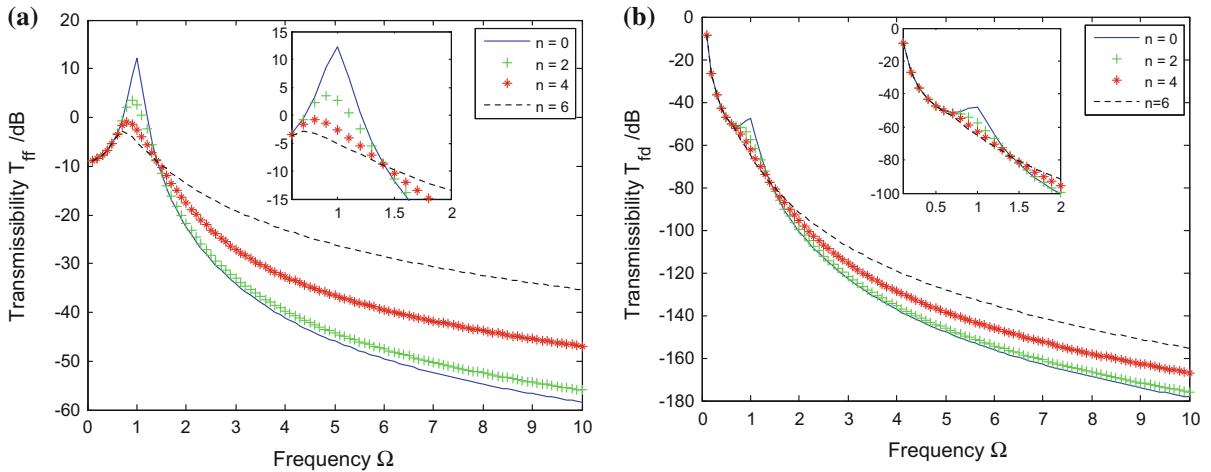 (a)
Transmissibility T_ff /dB
20
10
0
-10
-20
-30
-40
-50
-60
0 1 2 3 4 5 6 7 8 9 10
Frequency Ω
15
10
5
0
-5
-10
-15
1 1.5 2
n = 0
n = 2
n = 4
n = 6
(b)
Transmissibility T_fd /dB
0
-20
-40
-60
-80
-100
-120
-140
-160
-180
0 1 2 3 4 5 6 7 8 9 10
Frequency Ω
0
-20
-40
-60
-80
-100
0.5 1 1.5 2
n = 0
n = 2
n = 4
n=6